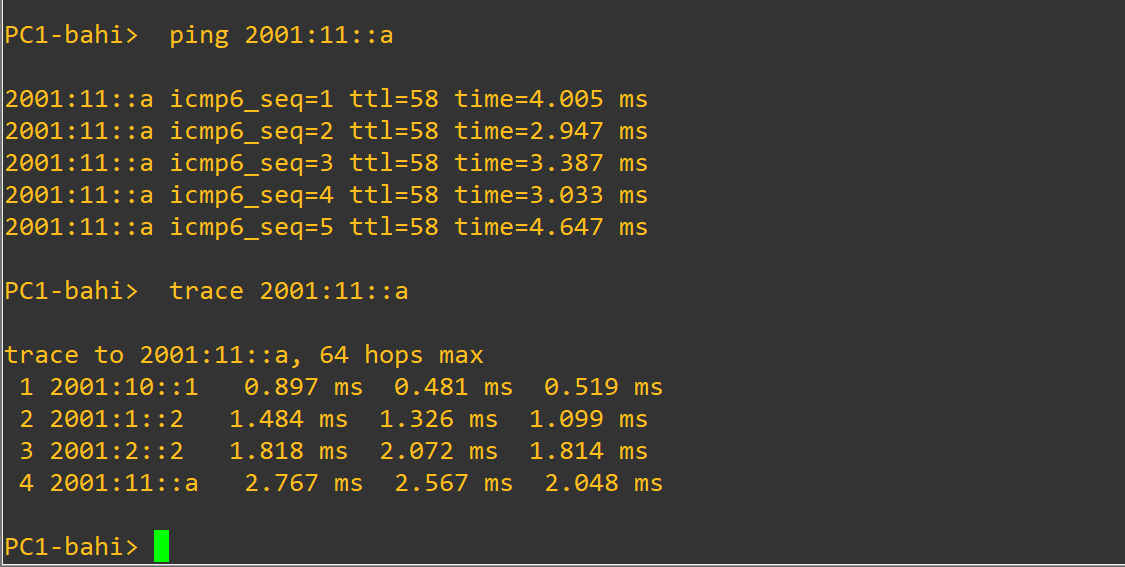 PC1-bahi>  ping 2001:11::a
2001:11::a icmp6_seq=1 ttl=58 time=4.005 ms
2001:11::a icmp6_seq=2 ttl=58 time=2.947 ms
2001:11::a icmp6_seq=3 ttl=58 time=3.387 ms
2001:11::a icmp6_seq=4 ttl=58 time=3.033 ms
2001:11::a icmp6_seq=5 ttl=58 time=4.647 ms
PC1-bahi>  trace 2001:11::a
trace to 2001:11::a, 64 hops max
 1 2001:10::1   0.897 ms  0.481 ms  0.519 ms
 2 2001:1::2   1.484 ms  1.326 ms  1.099 ms
 3 2001:2::2   1.818 ms  2.072 ms  1.814 ms
 4 2001:11::a   2.767 ms  2.567 ms  2.048 ms
PC1-bahi>